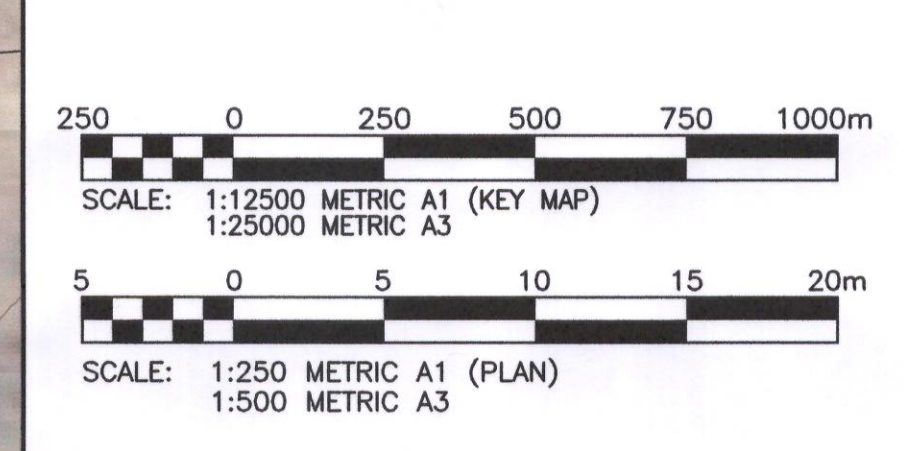 250 0 250 500 750 1000m
SCALE: 1:12500 METRIC A1 (KEY MAP)
1:25000 METRIC A3
5 0 5 10 15 20m
SCALE: 1:250 METRIC A1 (PLAN)
1:500 METRIC A3